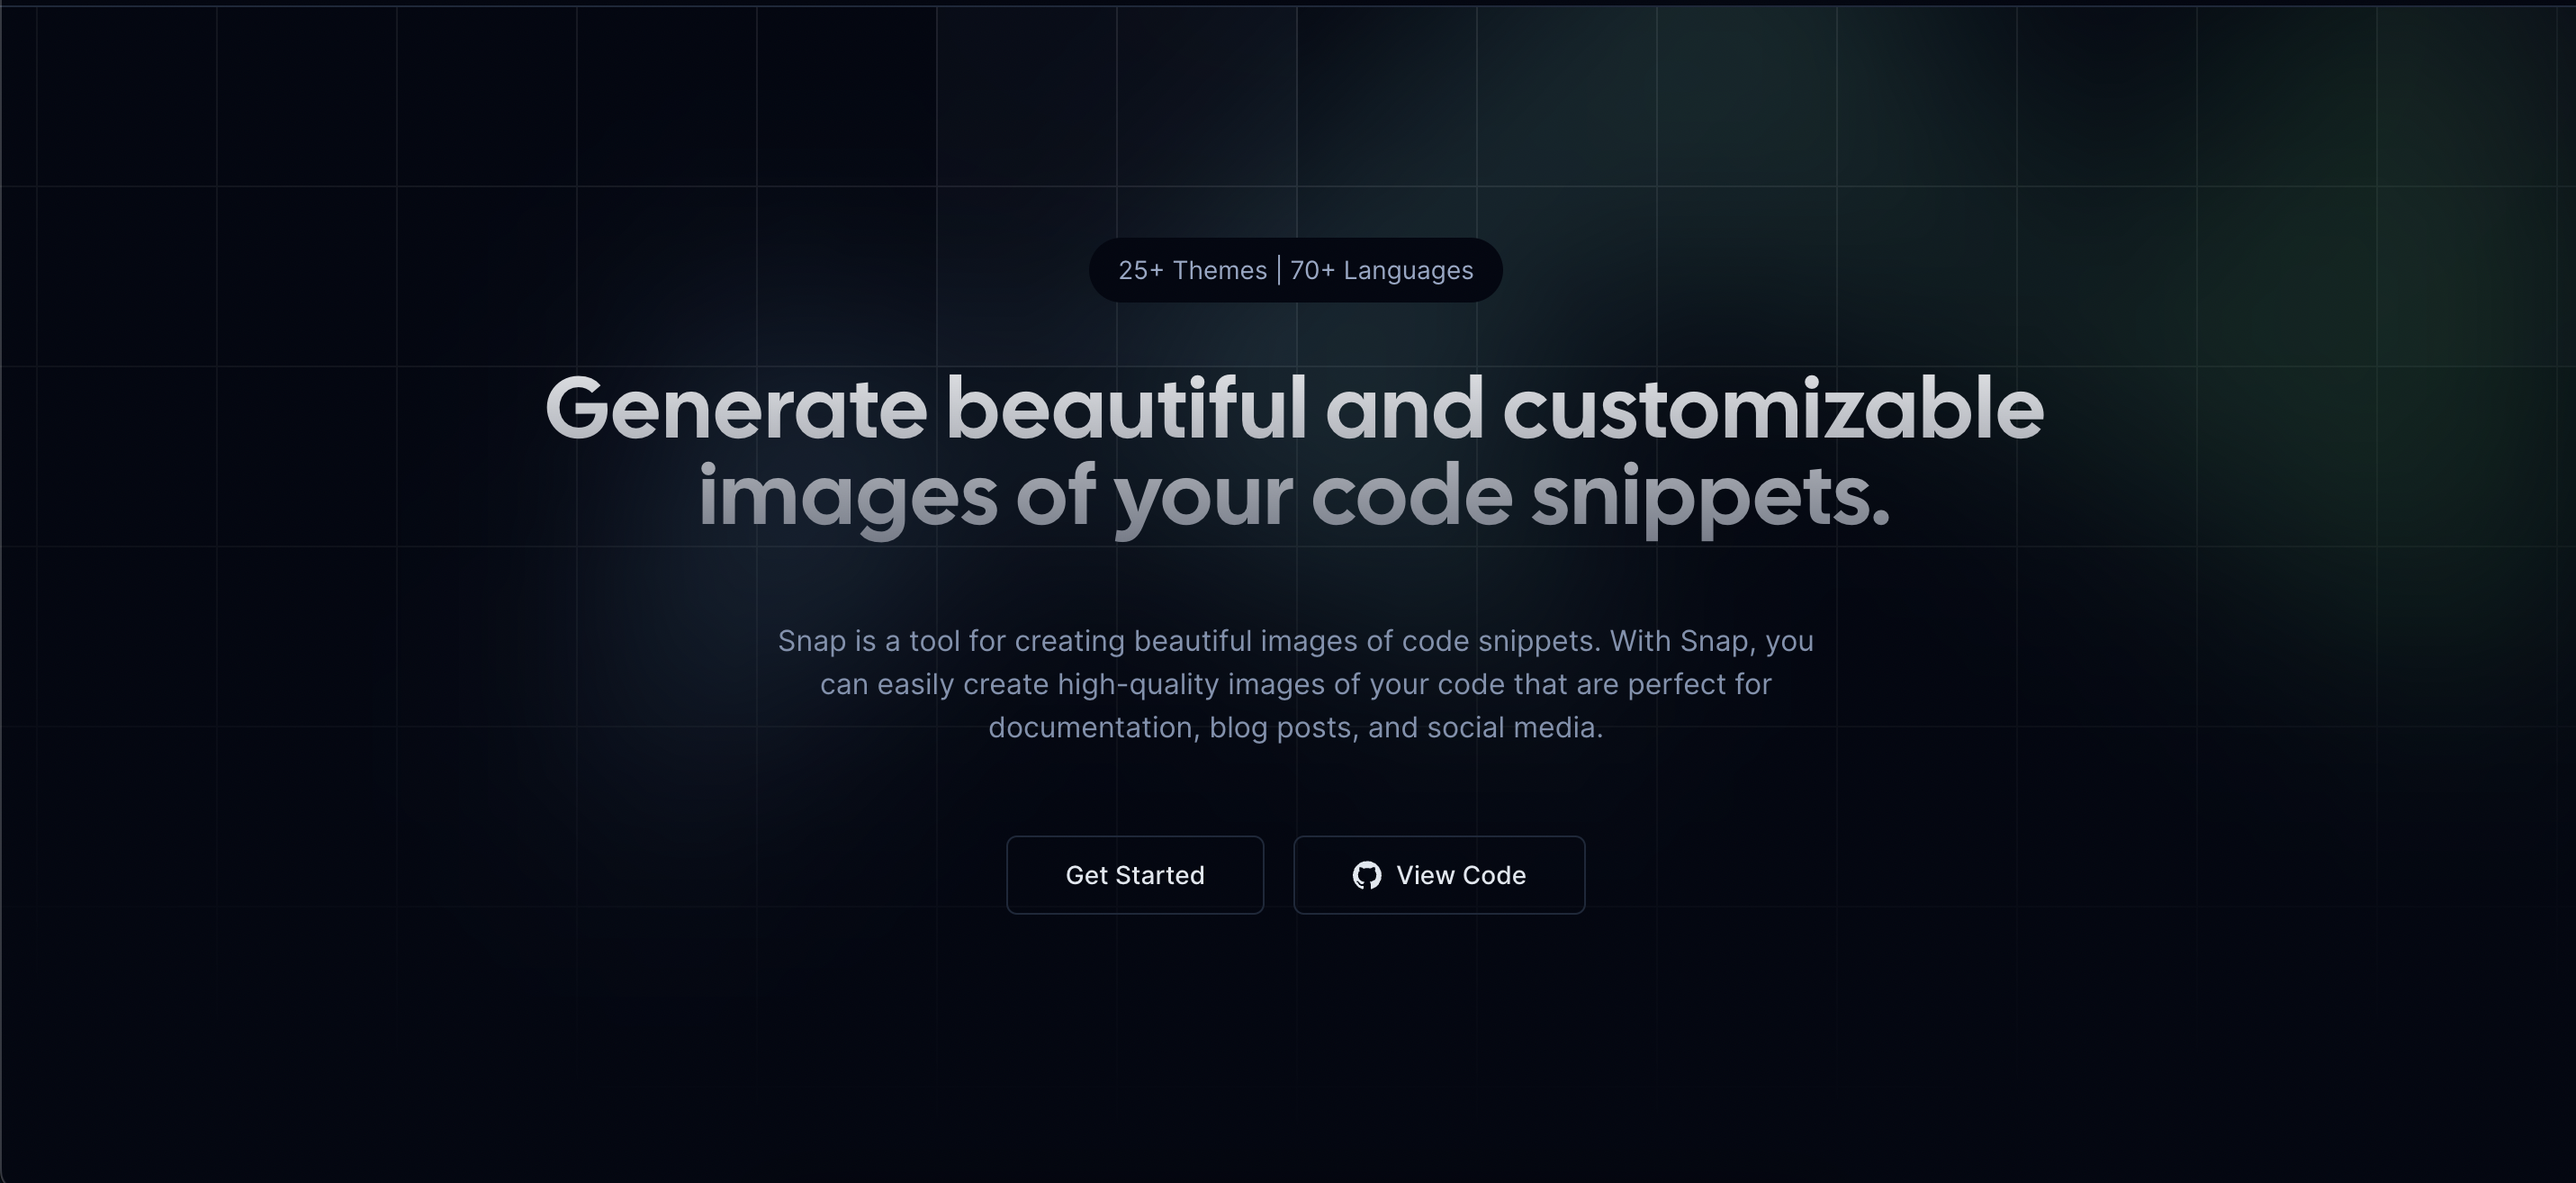 25+ Themes | 70+ Languages
Generate beautiful and customizable
images of your code snippets.
Snap is a tool for creating beautiful images of code snippets. With Snap, you
can easily create high-quality images of your code that are perfect for
documentation, blog posts, and social media.
Get Started
View Code